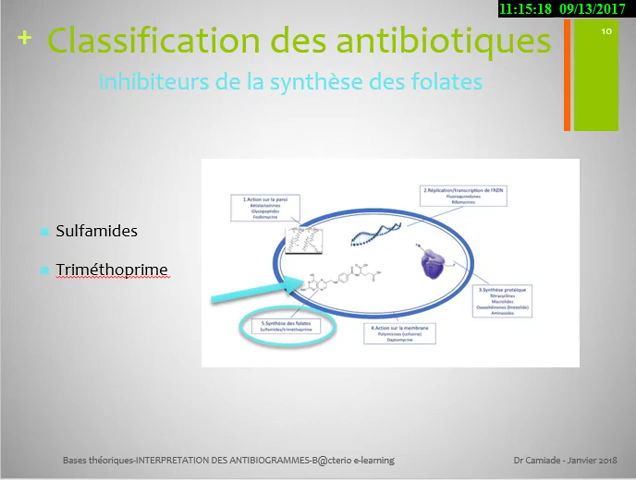 11:15:18 09/13/2017
10
+ Classification des antibiotiques
inhibiteurs de la synthèse des folates
Sulfamides
Triméthoprime
1.Action sur la paroi
Bétalactamines
Glycopeptides
Fosfomycine
2.Réplication/transcription de l'ADN
Fluoroquinolones
Rifamycines
3.Synthèse protéique
Tétracyclines
Macrolides
Oxazolidinones (linezolide)
Aminosides
4.Action sur la membrane
Polymyxines (colistine)
Daptomycine
5.Synthèse des folates
Sulfamides/triméthoprime
Bases théoriques-INTERPRETATION DES ANTIBIOGRAMMES-B@cterio e-learning
Dr Camiade - Janvier 2018